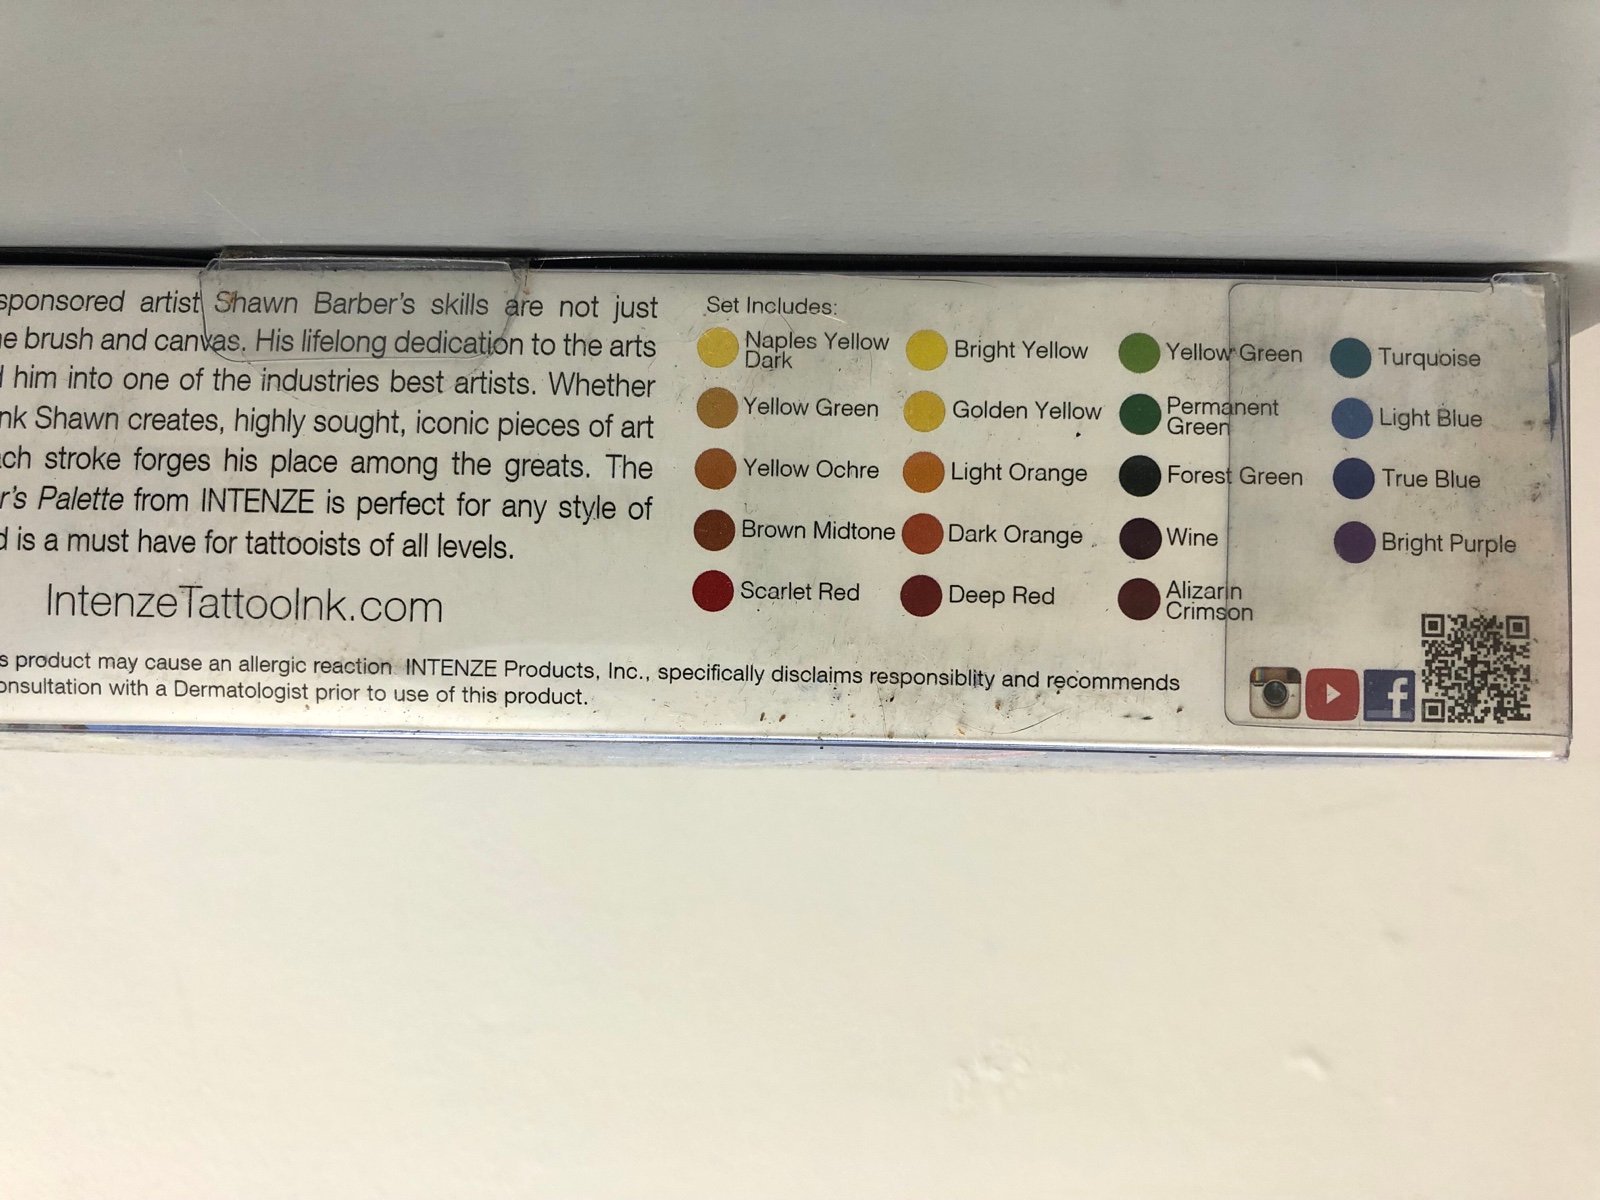 sponsored artist Shawn Barber's skills are not just
brush and canvas. His lifelong dedication to the arts
him into one of the industries best artists. Whether
Shawn creates, highly sought, iconic pieces of art
stroke forges his place among the greats. The
Palette from INTENZE is perfect for any style of
is a must have for tattooists of all levels.
IntenzeTattooInk.com
product may cause an allergic reaction. INTENZE Products, Inc., specifically disclaims responsiblity and recommends
consultation with a Dermatologist prior to use of this product.
Set Includes:
Naples Yellow
Dark
Yellow Green
Yellow Ochre
Brown Midtone
Scarlet Red
Bright Yellow
Golden Yellow
Light Orange
Dark Orange
Deep Red
Yellow Green
Permanent
Green
Forest Green
Wine
Alizarin
Crimson
Turquoise
Light Blue
True Blue
Bright Purple